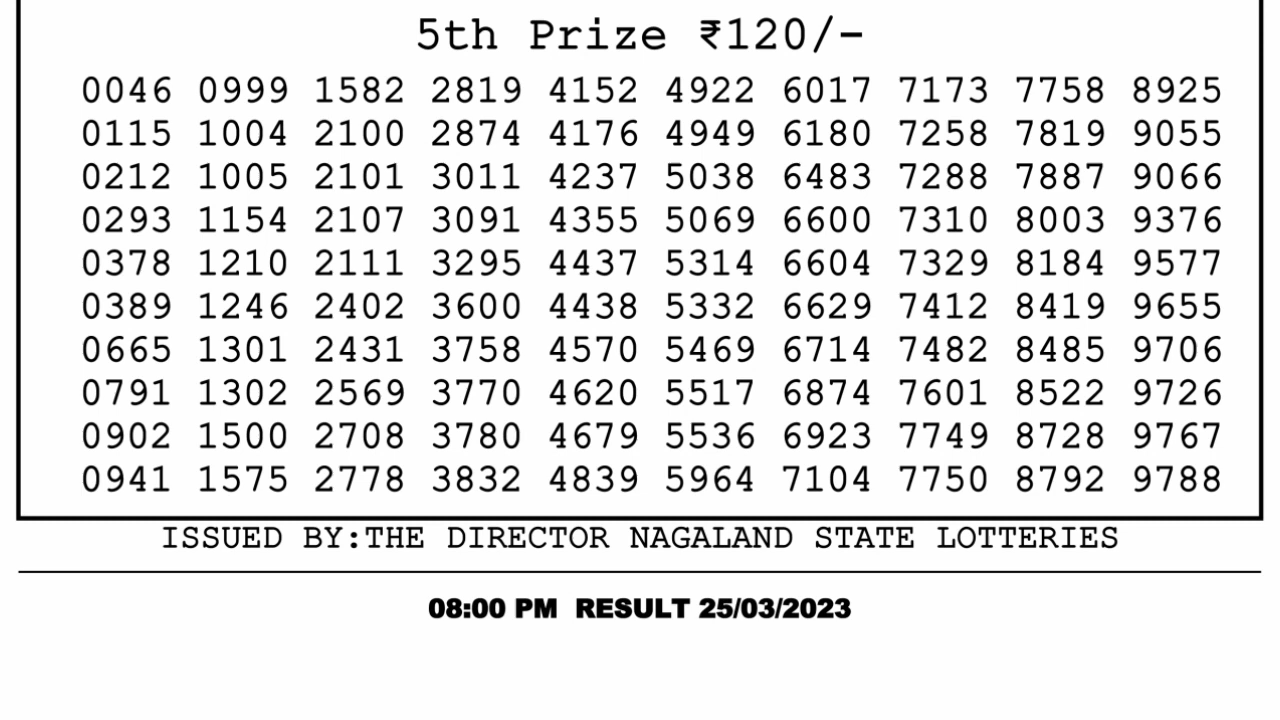 5th Prize ₹120/-
0046 0999 1582 2819 4152 4922 6017 7173 7758 8925
0115 1004 2100 2874 4176 4949 6180 7258 7819 9055
0212 1005 2101 3011 4237 5038 6483 7288 7887 9066
0293 1154 2107 3091 4355 5069 6600 7310 8003 9376
0378 1210 2111 3295 4437 5314 6604 7329 8184 9577
0389 1246 2402 3600 4438 5332 6629 7412 8419 9655
0665 1301 2431 3758 4570 5469 6714 7482 8485 9706
0791 1302 2569 3770 4620 5517 6874 7601 8522 9726
0902 1500 2708 3780 4679 5536 6923 7749 8728 9767
0941 1575 2778 3832 4839 5964 7104 7750 8792 9788
ISSUED BY:THE DIRECTOR NAGALAND STATE LOTTERIES
08:00 PM RESULT 25/03/2023